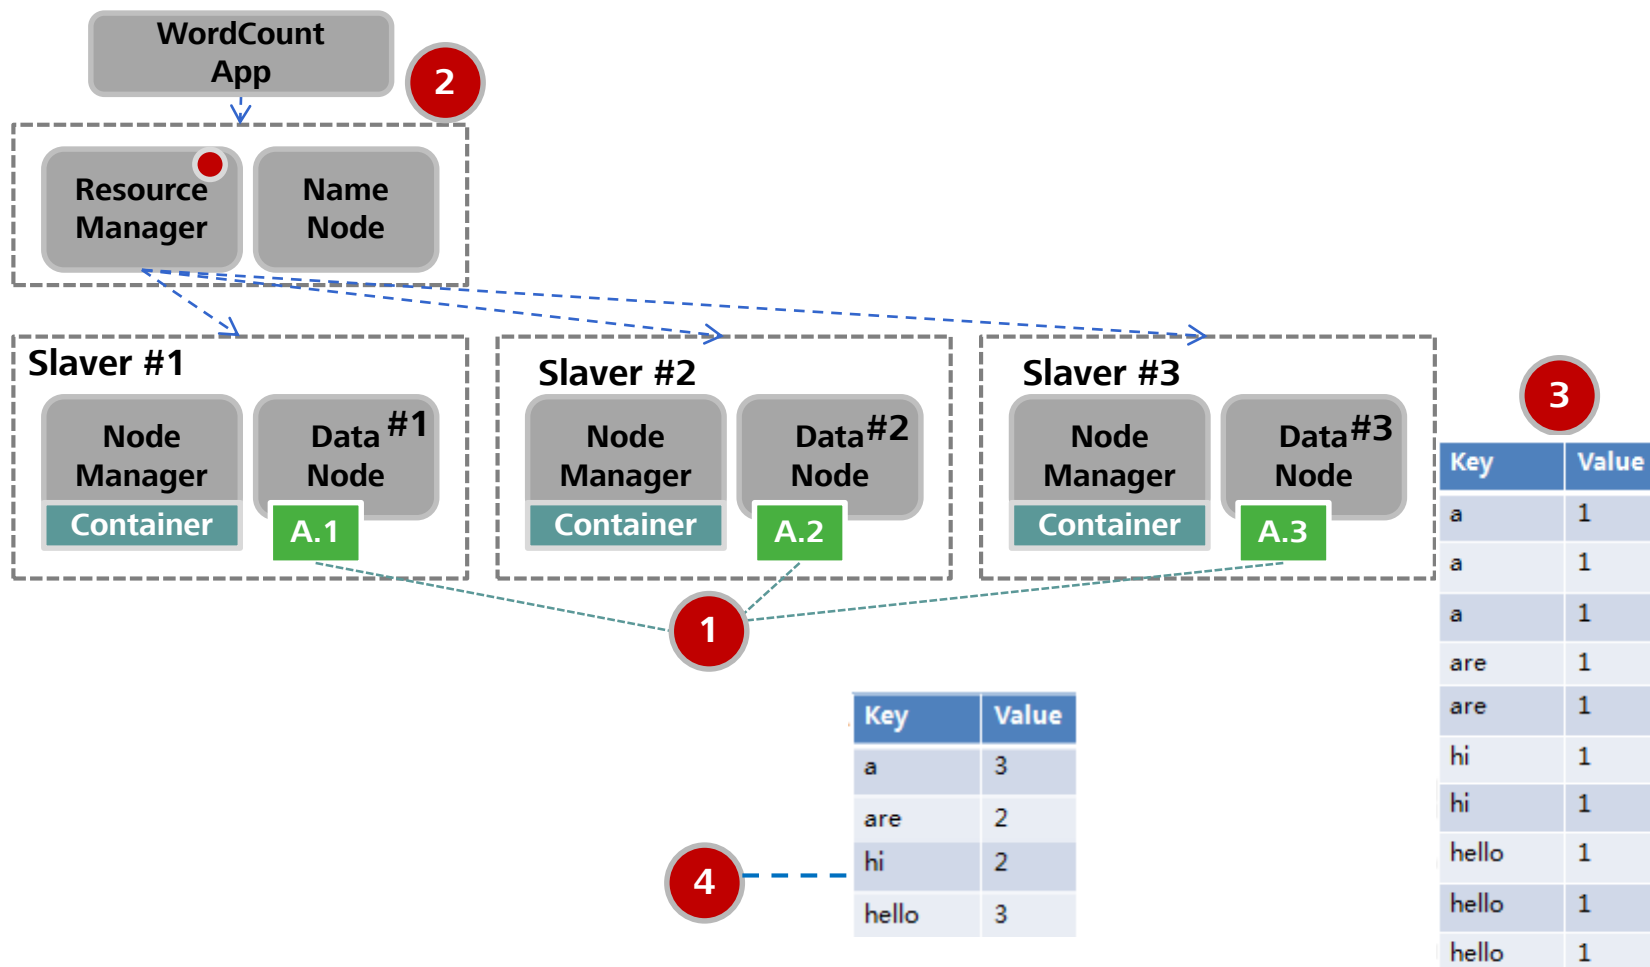 WordCount
App
2
Resource
Manager
Name
Node
Slaver #1
Node
Manager
Container
Data #1
Node
A.1
Slaver #2
Node
Manager
Container
Data #2
Node
A.2
Slaver #3
Node
Manager
Container
Data #3
Node
A.3
1
3
Key Value
a 1
a 1
a 1
are 1
are 1
hi 1
hi 1
hello 1
hello 1
hello 1
4
Key Value
a 3
are 2
hi 2
hello 3